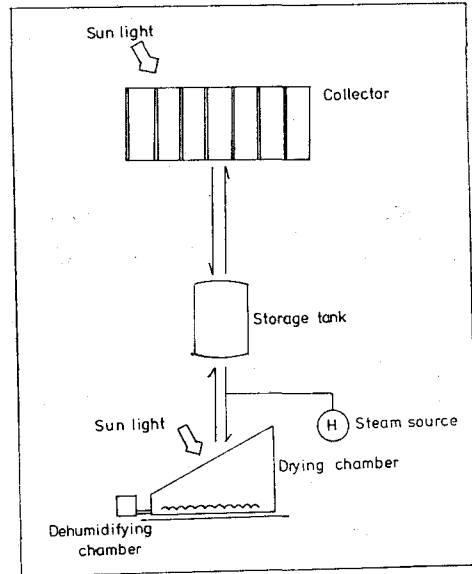 Sun light
Collector
Storage tank
H
Steam source
Sun light
Drying chamber
Dehumidifying
chamber